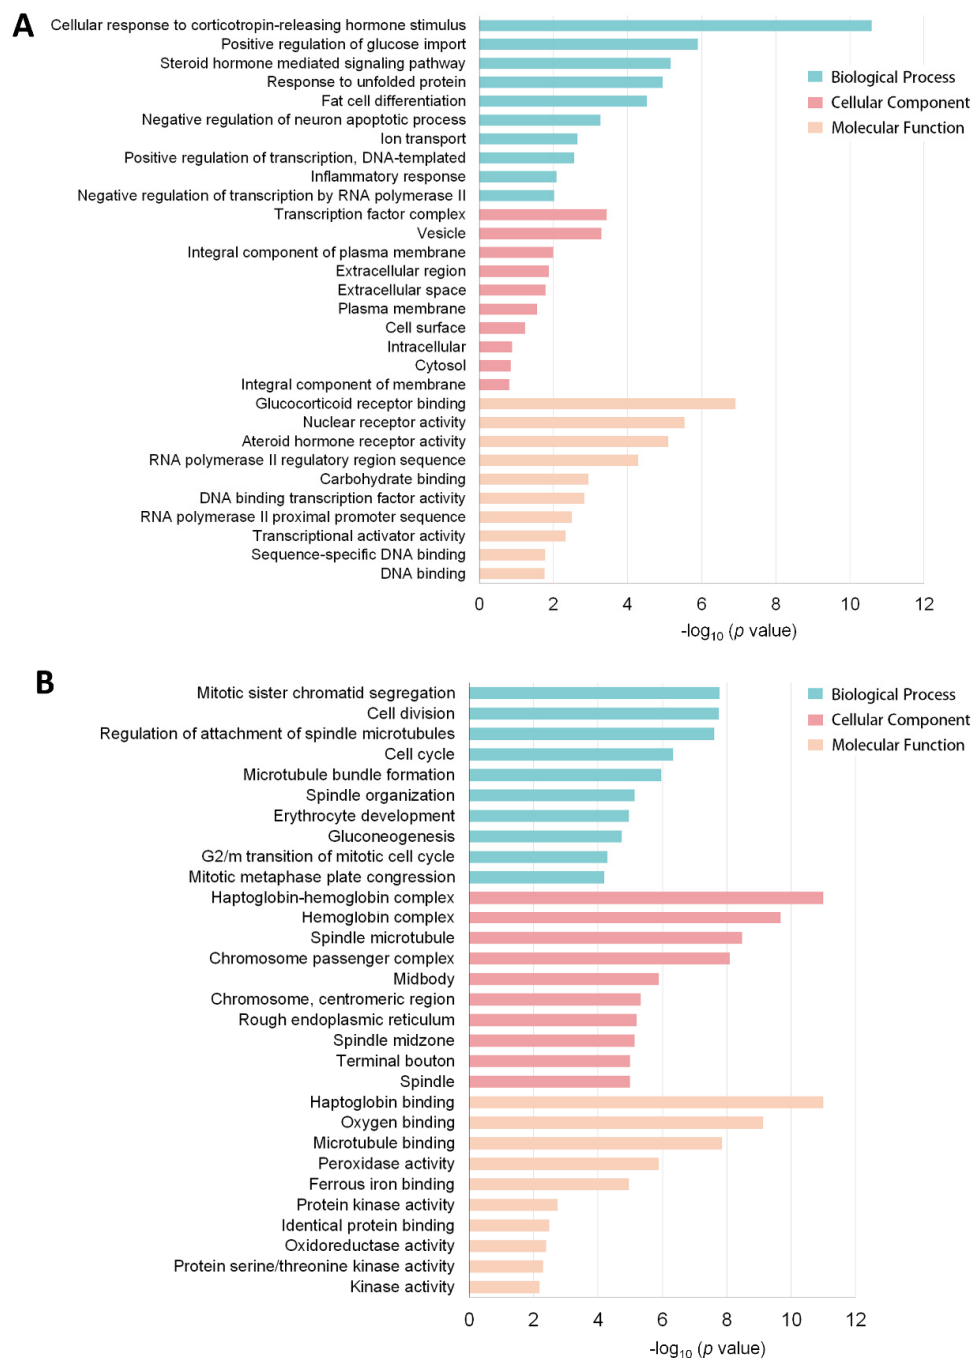 A
Cellular response to corticotropin-releasing hormone stimulus
Positive regulation of glucose import
Steroid hormone mediated signaling pathway
Response to unfolded protein
Fat cell differentiation
Negative regulation of neuron apoptotic process
Ion transport
Positive regulation of transcription, DNA-templated
Inflammatory response
Negative regulation of transcription by RNA polymerase II
Transcription factor complex
Vesicle
Integral component of plasma membrane
Extracellular region
Extracellular space
Plasma membrane
Cell surface
Intracellular
Cytosol
Integral component of membrane
Glucocorticoid receptor binding
Nuclear receptor activity
Ateroid hormone receptor activity
RNA polymerase II regulatory region sequence
Carbohydrate binding
DNA binding transcription factor activity
RNA polymerase II proximal promoter sequence
Transcriptional activator activity
Sequence-specific DNA binding
DNA binding
Biological Process
Cellular Component
Molecular Function
0 2 4 6 8 10 12
-log10 (p value)
B
Mitotic sister chromatid segregation
Cell division
Regulation of attachment of spindle microtubules
Cell cycle
Microtubule bundle formation
Spindle organization
Erythrocyte development
Gluconeogenesis
G2/m transition of mitotic cell cycle
Mitotic metaphase plate congression
Haptoglobin-hemoglobin complex
Hemoglobin complex
Spindle microtubule
Chromosome passenger complex
Midbody
Chromosome, centromeric region
Rough endoplasmic reticulum
Spindle midzone
Terminal bouton
Spindle
Haptoglobin binding
Oxygen binding
Microtubule binding
Peroxidase activity
Ferrous iron binding
Protein kinase activity
Identical protein binding
Oxidoreductase activity
Protein serine/threonine kinase activity
Kinase activity
Biological Process
Cellular Component
Molecular Function
0 2 4 6 8 10 12
-log10 (p value)